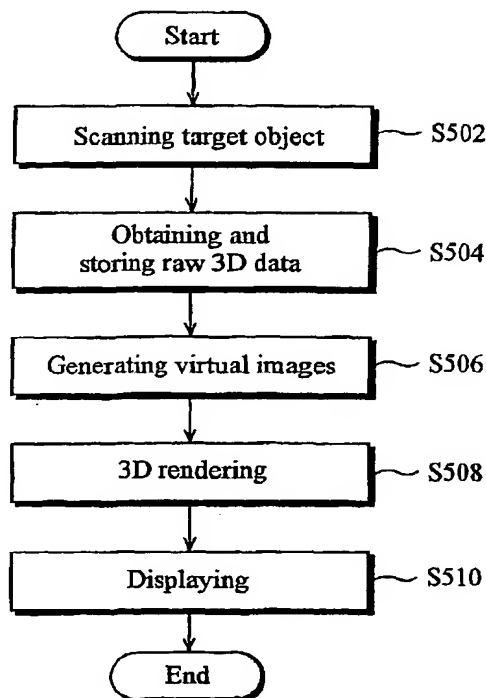 Start
Scanning target object
S502
Obtaining and
storing raw 3D data
S504
Generating virtual images
S506
3D rendering
S508
Displaying
S510
End